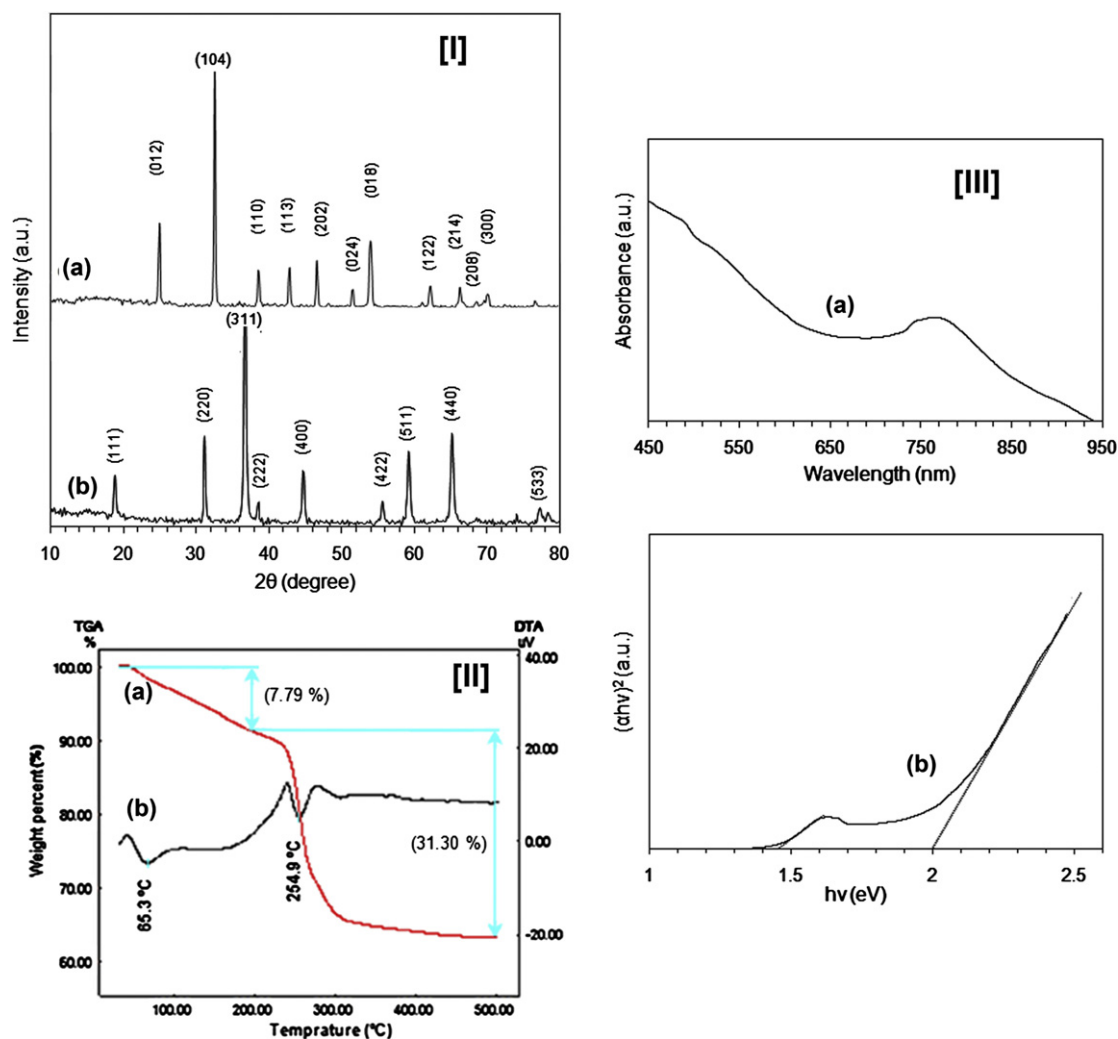 [I]
(104)
(012)
(110)
(113)
(202)
(024)
(018)
(122)
(214)
(208)
(300)
(a)
Intensity (a.u.)
(311)
(111)
(220)
(222)
(400)
(422)
(511)
(440)
(533)
(b)
10 20 30 40 50 60 70 80
2θ (degree)
TGA
%
DTA
uV
[II]
100.00
90.00
80.00
70.00
60.00
Weight percent (%)
40.00
20.00
0.00
-20.00
(a)
(7.79 %)
(b)
(31.30 %)
65.3 ºC
254.9 ºC
100.00 200.00 300.00 400.00 500.00
Temprature (ºC)
[III]
Absorbance (a.u.)
(a)
450 550 650 750 850 950
Wavelength (nm)
(αhν)² (a.u.)
(b)
1 1.5 2 2.5
hν (eV)